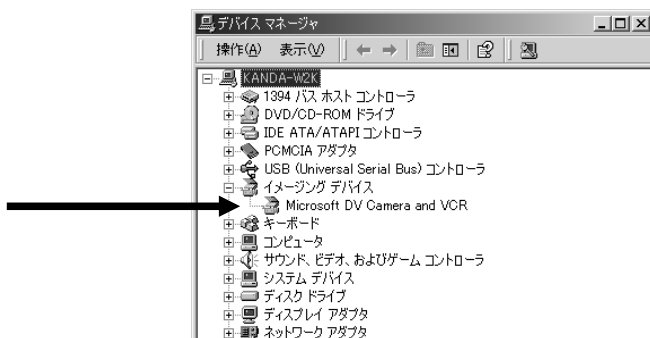 デバイス マネージャ
操作(A) 表示(V)
KANDA-W2K
1394 バス ホスト コントローラ
DVD/CD-ROM ドライブ
IDE ATA/ATAPI コントローラ
PCMCIA アダプタ
USB (Universal Serial Bus) コントローラ
イメージング デバイス
Microsoft DV Camera and VCR
キーボード
コンピュータ
サウンド、ビデオ、およびゲーム コントローラ
システム デバイス
ディスク ドライブ
ディスプレイ アダプタ
ネットワーク アダプタ